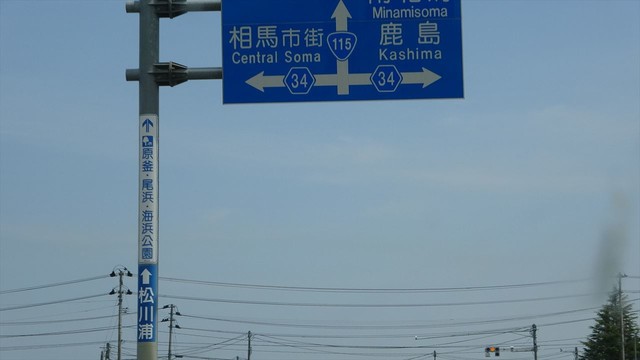 Minamisoma
相馬市街
115
鹿島
Central Soma
Kashima
34
34
原釜・尾浜・海浜公園
松川浦